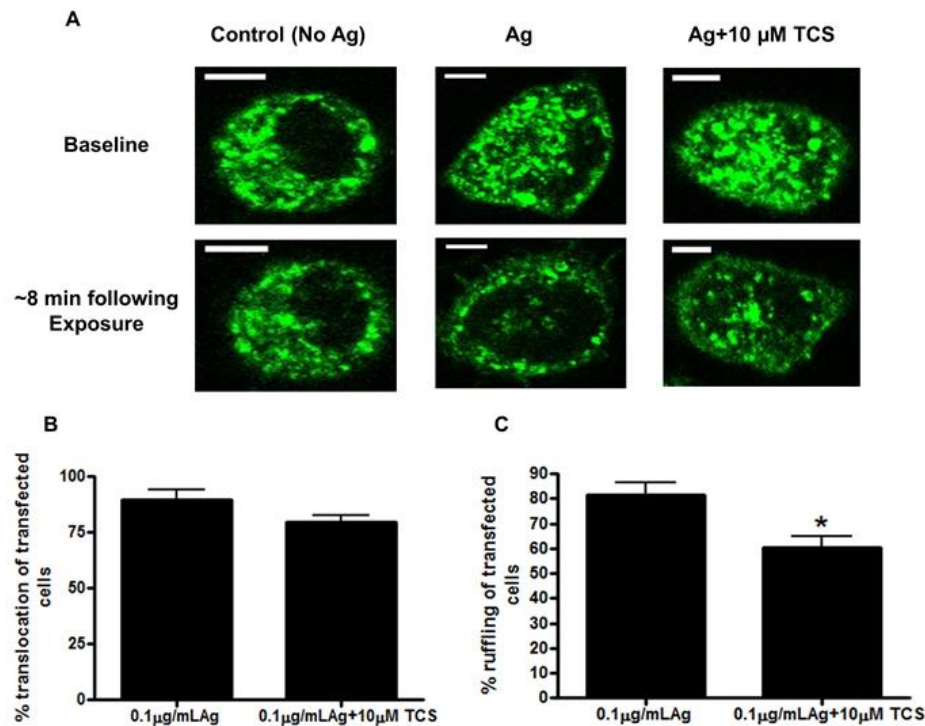 A
Control (No Ag)
Ag
Ag+10 µM TCS
Baseline
~8 min following
Exposure
B
% translocation of transfected
cells
100
75
50
25
0
0.1µg/mLAg
0.1µg/mLAg+10µM TCS
C
% ruffling of transfected
cells
90
80
70
60
50
40
30
20
10
0
*
0.1µg/mLAg
0.1µg/mLAg+10µM TCS